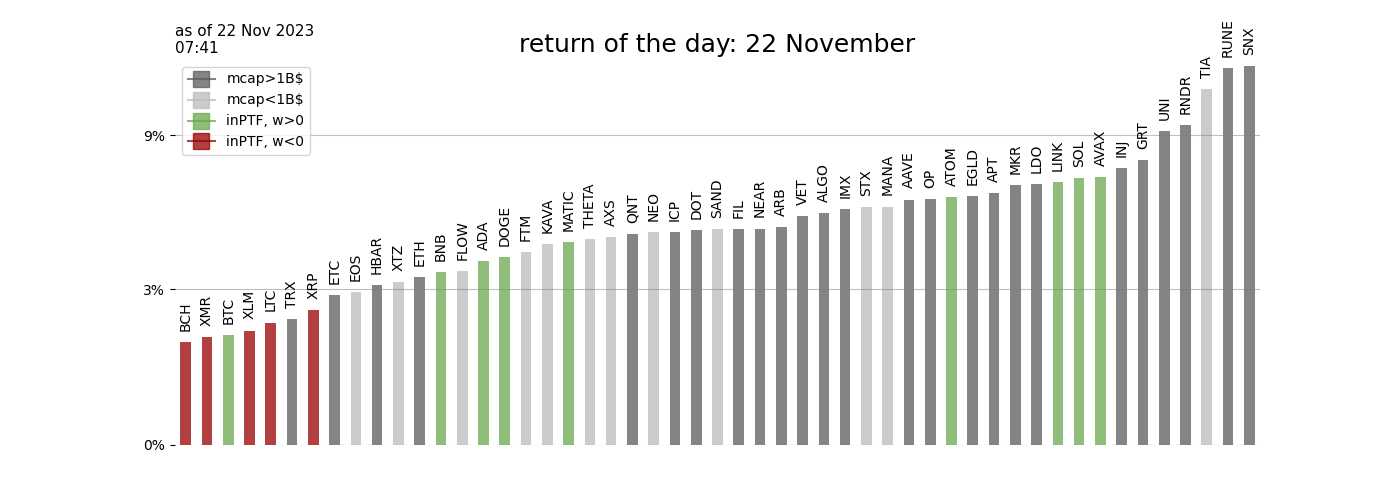 as of 22 Nov 2023
07:41
return of the day: 22 November
mcap>1B$
mcap<1B$
inPTF, w>0
inPTF, w<0
9%
3%
0%
BCH
XMR
BTC
XLM
LTC
TRX
XRP
ETC
EOS
HBAR
XTZ
ETH
BNB
FLOW
ADA
DOGE
FTM
KAVA
MATIC
THETA
AXS
QNT
NEO
ICP
DOT
SAND
FIL
NEAR
ARB
VET
ALGO
IMX
STX
MANA
AAVE
OP
ATOM
EGLD
APT
MKR
LDO
LINK
SOL
AVAX
INJ
GRT
UNI
RNDR
TIA
RUNE
SNX